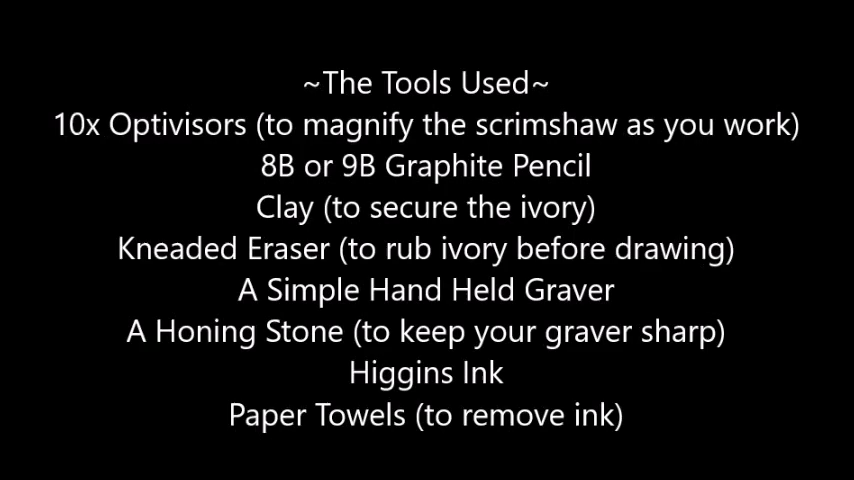 ~The Tools Used~
10x Optivisors (to magnify the scrimshaw as you work)
8B or 9B Graphite Pencil
Clay (to secure the ivory)
Kneaded Eraser (to rub ivory before drawing)
A Simple Hand Held Graver
A Honing Stone (to keep your graver sharp)
Higgins Ink
Paper Towels (to remove ink)